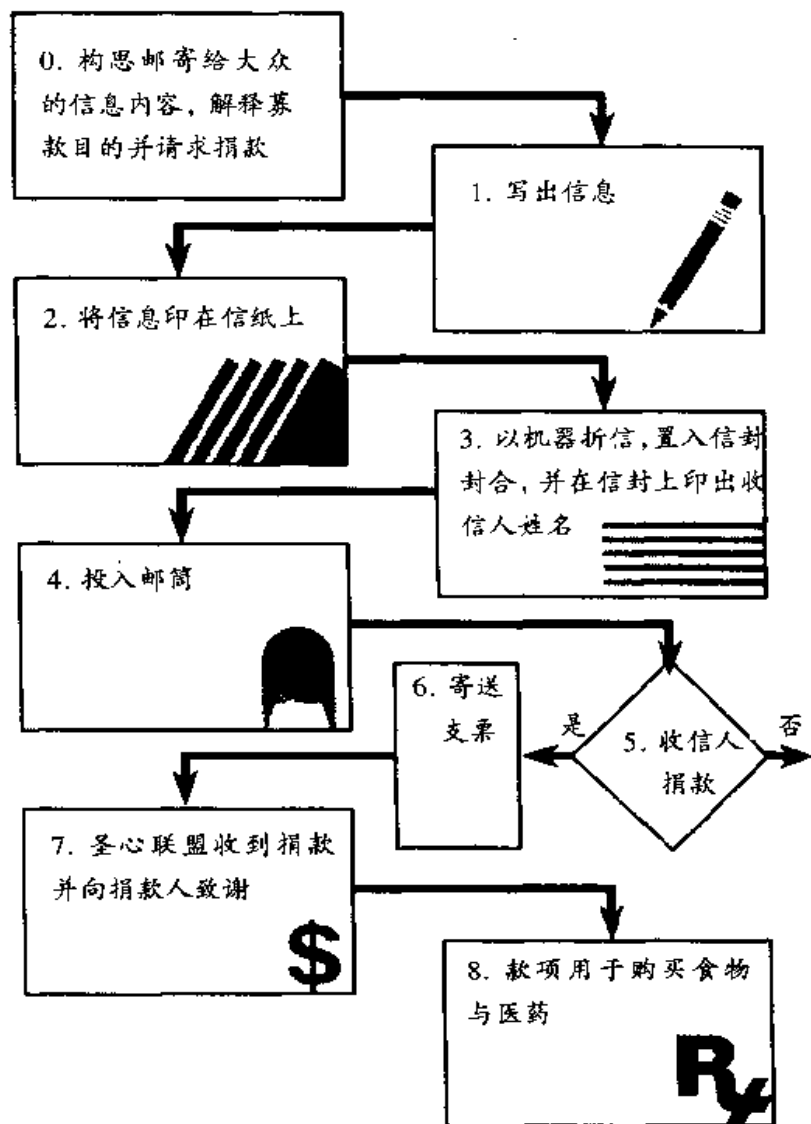 0. 构思邮寄给大众
的信息内容，解释募
款目的并请求捐款
1. 写出信息
2. 将信息印在信纸上
3. 以机器折信，置入信封
封合，并在信封上印出收
信人姓名
4. 投入邮筒
5. 收信人
捐款
是
否
6. 寄送
支票
7. 圣心联盟收到捐款
并向捐款人致谢
$
8. 款项用于购买食物
与医药
Rx